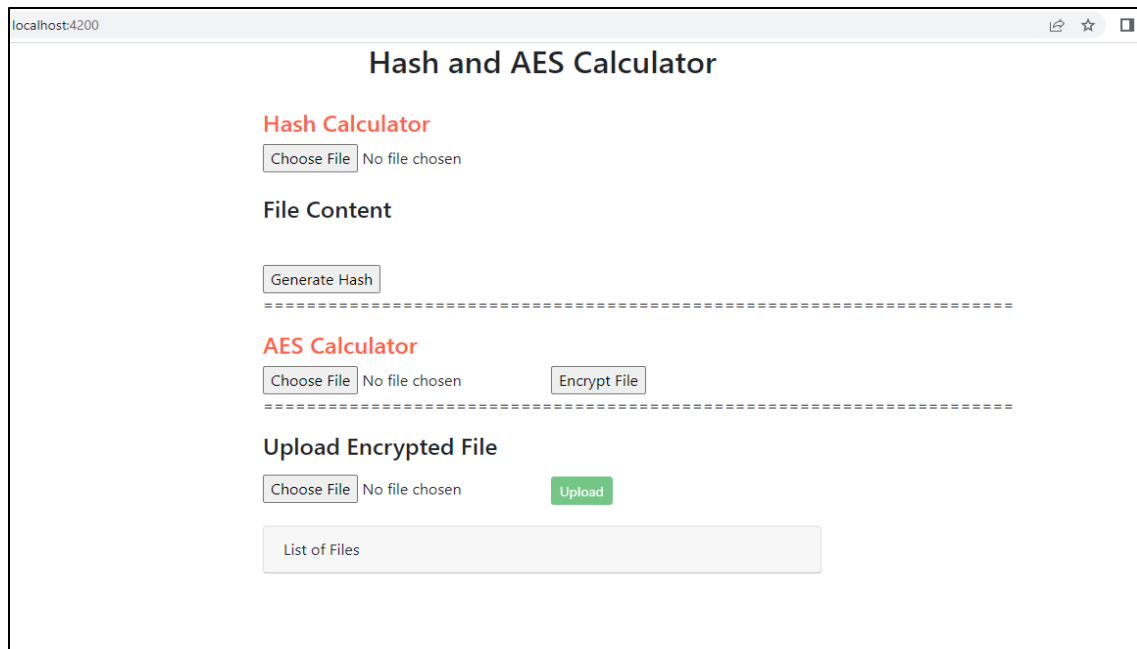 localhost:4200
Hash and AES Calculator
Hash Calculator
Choose File No file chosen
File Content
Generate Hash
======================================================================
AES Calculator
Choose File No file chosen Encrypt File
======================================================================
Upload Encrypted File
Choose File No file chosen Upload
List of Files